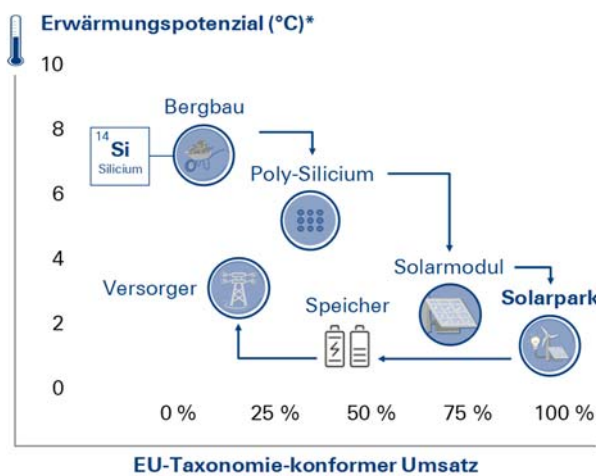 Erwärmungspotenzial (°C)*
10
Bergbau
8
14
Si
Silicium
Poly-Silicium
6
4
Solarmodul
Versorger
Speicher
Solarpark
2
0
0 %
25 %
50 %
75 %
100 %
EU-Taxonomie-konformer Umsatz